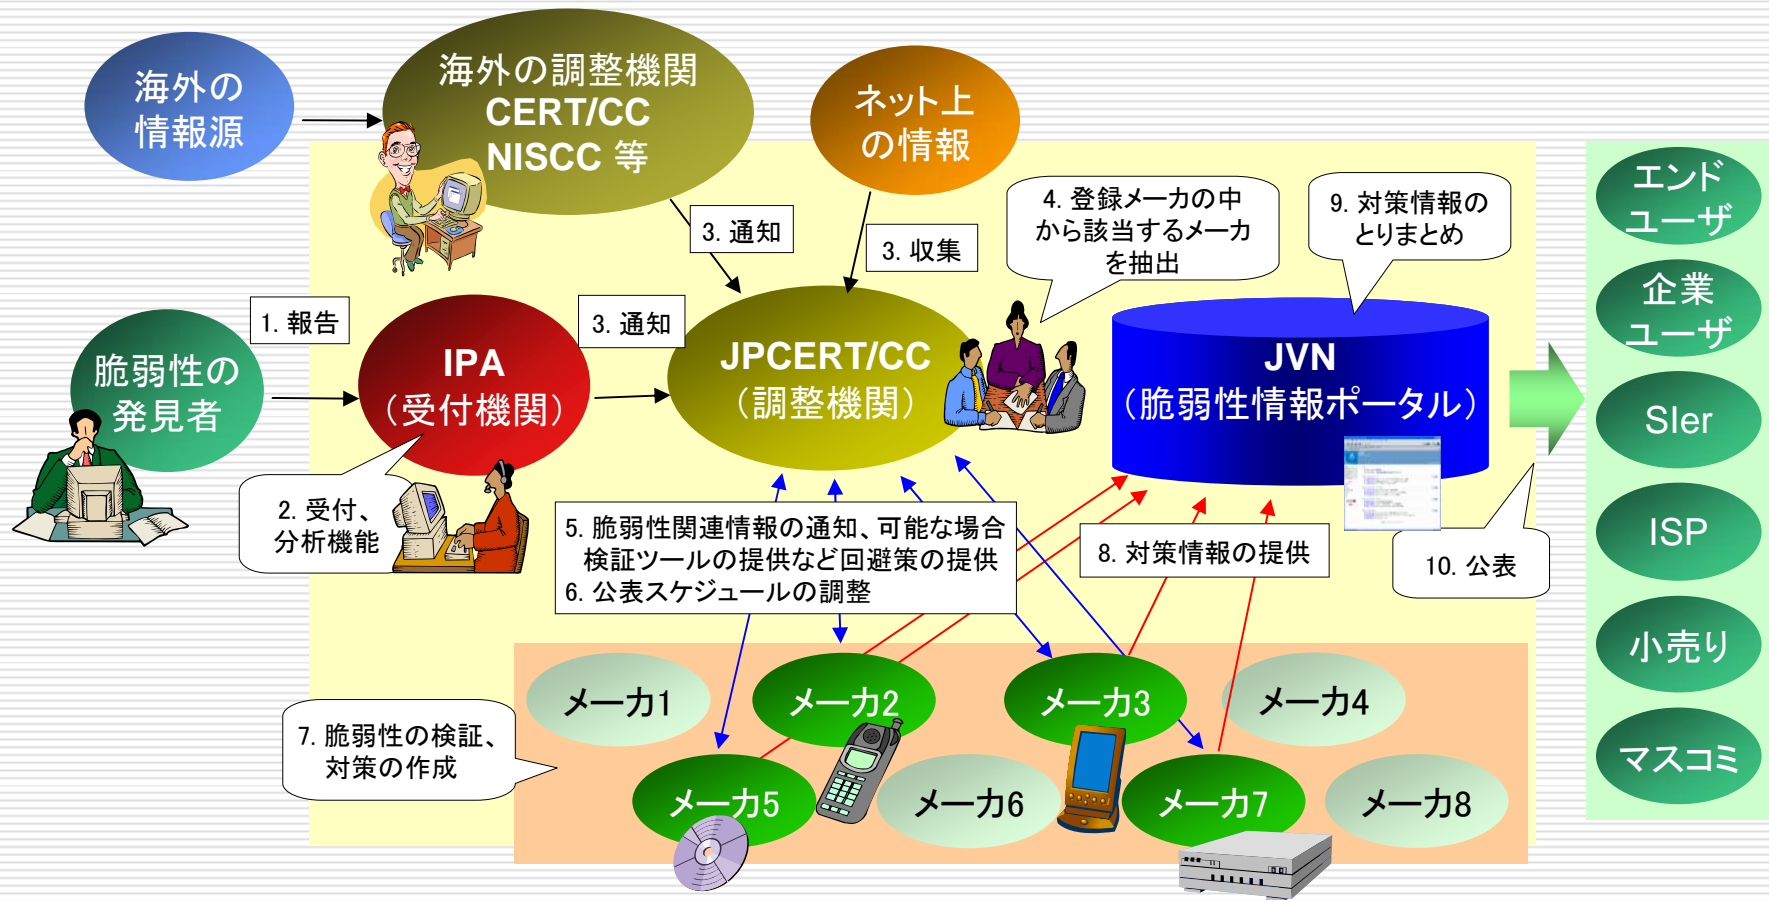 海外の
情報源
海外の調整機関
CERT/CC
NISCC 等
ネット上
の情報
3. 通知
3. 収集
4. 登録メーカの中
から該当するメーカ
を抽出
9. 対策情報の
とりまとめ
エンド
ユーザ
企業
ユーザ
SIer
ISP
小売り
マスコミ
1. 報告
脆弱性の
発見者
IPA
（受付機関）
3. 通知
JPCERT/CC
（調整機関）
JVN
（脆弱性情報ポータル）
2. 受付、
分析機能
5. 脆弱性関連情報の通知、可能な場合
検証ツールの提供など回避策の提供
6. 公表スケジュールの調整
8. 対策情報の提供
10. 公表
7. 脆弱性の検証、
対策の作成
メーカ1
メーカ2
メーカ3
メーカ4
メーカ5
メーカ6
メーカ7
メーカ8